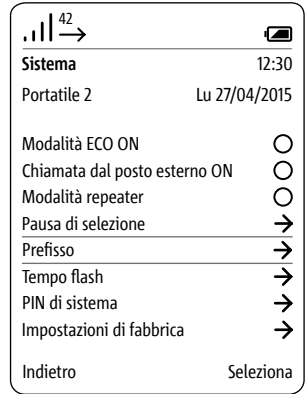 42
Sistema 12:30
Portatile 2 Lu 27/04/2015
Modalità ECO ON
Chiamata dal posto esterno ON
Modalità repeater
Pausa di selezione
Prefisso
Tempo flash
PIN di sistema
Impostazioni di fabbrica
Indietro Seleziona